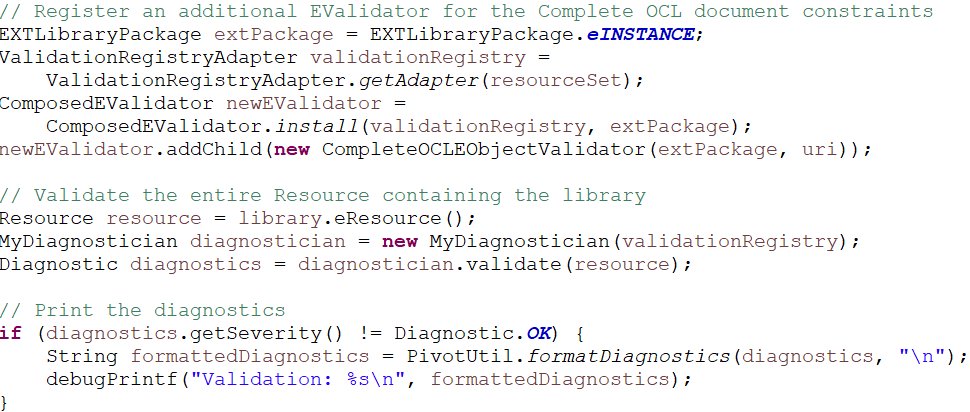 // Register an additional EValidator for the Complete OCL document constraints
EXTLibraryPackage extPackage = EXTLibraryPackage.eINSTANCE;
ValidationRegistryAdapter validationRegistry =
    ValidationRegistryAdapter.getAdapter(resourceSet);
ComposedEValidator newEValidator =
    ComposedEValidator.install(validationRegistry, extPackage);
newEValidator.addChild(new CompleteOCLEObjectValidator(extPackage, uri));

// Validate the entire Resource containing the library
Resource resource = library.eResource();
MyDiagnostician diagnostician = new MyDiagnostician(validationRegistry);
Diagnostic diagnostics = diagnostician.validate(resource);

// Print the diagnostics
if (diagnostics.getSeverity() != Diagnostic.OK) {
    String formattedDiagnostics = PivotUtil.formatDiagnostics(diagnostics, "\n");
    debugPrintf("Validation: %s\n", formattedDiagnostics);
}